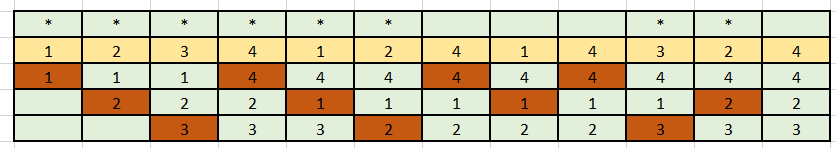 * * * * * * * *
1 2 3 4 1 2 4 1 4 3 2 4
1 1 1 4 4 4 4 4 4 4 4 4
2 2 2 1 1 1 1 1 1 2 2
3 3 3 2 2 2 2 3 3 3